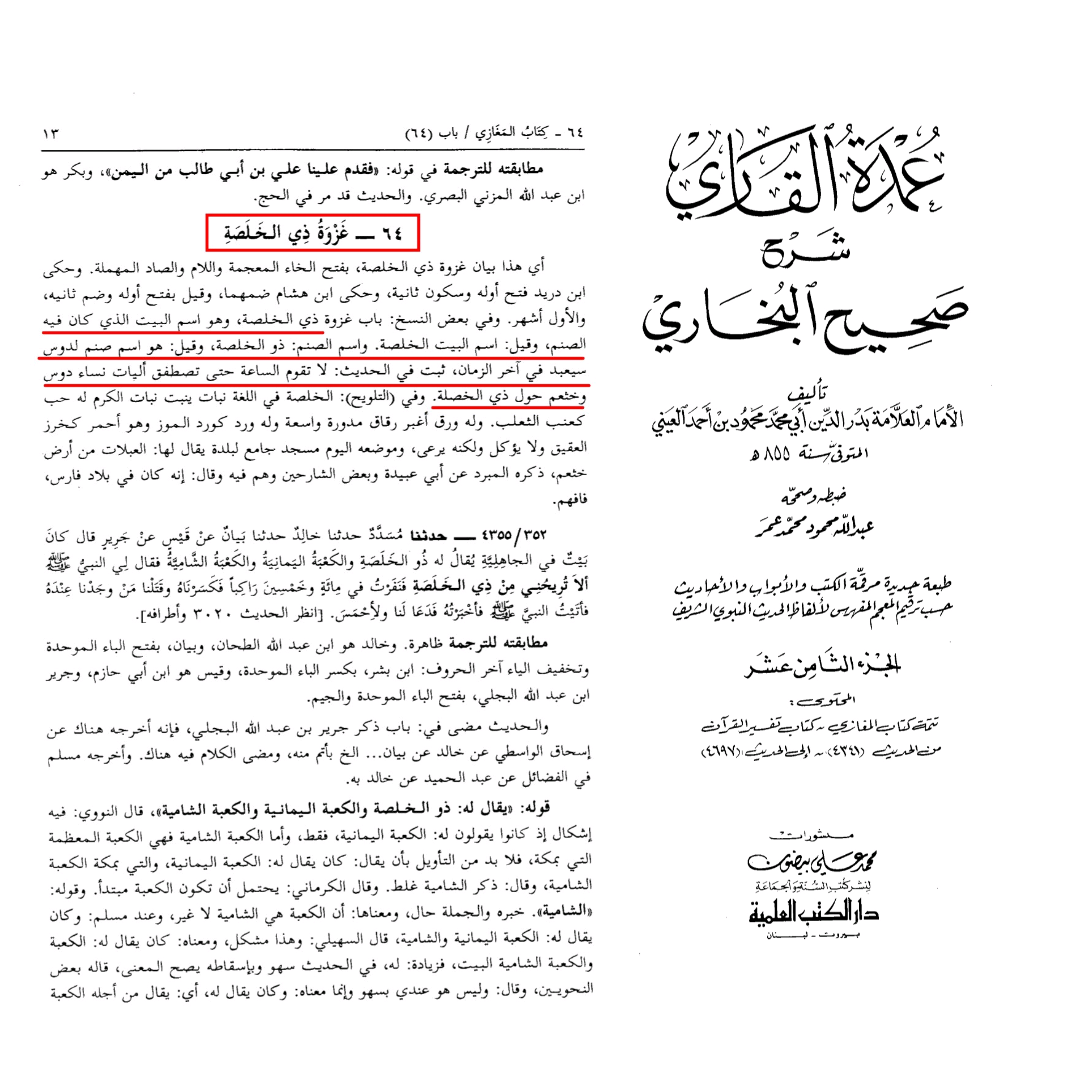 ٦٤ - كِتَابُ المَغَازِي / باب (٦٤)
١٣
مطابقته للترجمة في قوله: «فقدم علينا علي بن أبي طالب من اليمن»، وبكر هو
ابن عبد الله المزني البصري. والحديث قد مر في الحج.
٦٤ ــ غَزْوَةُ ذِي الخَلَصَةِ
أي هذا بيان غزوة ذي الخلصة، بفتح الخاء المعجمة واللام والصاد المهملة. وحكى
ابن دريد فتح أوله وسكون ثانية، وحكى ابن هشام ضمهما، وقيل بفتح أوله وضم ثانيه،
والأول أشهر. وفي بعض النسخ: باب غزوة ذي الخلصة، وهو اسم البيت الذي كان فيه
الصنم، وقيل: اسم البيت الخلصة. واسم الصنم: ذو الخلصة، وقيل: هو اسم صنم لدوس
سيعبد في آخر الزمان، ثبت في الحديث: لا تقوم الساعة حتى تصطفق أليات نساء دوس
وخثعم حول ذي الخصلة. وفي (التلويح): الخلصة في اللغة نبات ينبت نبات الكرم له حب
كعنب الثعلب. وله ورق أغبر رقاق مدورة واسعة وله ورد كورد الموز وهو أحمر كخرز
العقيق ولا يؤكل ولكنه يرعى، وموضعه اليوم مسجد جامع لبلدة يقال لها: العبلات من أرض
خثعم، ذكره المبرد عن أبي عبيدة وبعض الشارحين وهم فيه وقال: إنه كان في بلاد فارس،
فافهم.
٤٣٥٥/٣٥٢ ــ حدثنا مُسَدَّدٌ حدثنا خالِدٌ حدثنا بَيَانٌ عنْ قَيْسٍ عنْ جَرِيرٍ قال كانَ
بَيْتٌ في الجاهِلِيَّةِ يُقالُ له ذُو الخَلَصَةِ والكَعْبَةُ اليَمانِيَةُ والكَعْبَةُ الشَّامِيَّةُ فقال لِي النبيُّ ﷺ
ألاَ تُرِيحُنِي مِنْ ذِي الخَلَصَةِ فَنَفَرْتُ في مِائَةٍ وخَمْسِينَ رَاكِباً فَكَسَرْناهُ وقَتَلْنا مَنْ وجَدْنا عِنْدَهُ
فأتَيْتُ النبيَّ ﷺ فأخْبَرْتُهُ فَدَعَا لَنا ولأِحْمَسَ. [انظر الحديث ٣٠٢٠ وأطرافه].
مطابقته للترجمة ظاهرة. وخالد هو ابن عبد الله الطحان، وبيان، بفتح الباء الموحدة
وتخفيف الياء آخر الحروف: ابن بشر، بكسر الباء الموحدة، وقيس هو ابن أبي حازم، وجرير
ابن عبد الله البجلي، بفتح الباء الموحدة والجيم.
والحديث مضى في: باب ذكر جرير بن عبد الله البجلي، فإنه أخرجه هناك عن
إسحاق الواسطي عن خالد عن بيان... الخ بأتم منه، ومضى الكلام فيه هناك. وأخرجه مسلم
في الفضائل عن عبد الحميد عن خالد به.
قوله: «يقال له: ذو الخلصة والكعبة اليمانية والكعبة الشامية»، قال النووي: فيه
إشكال إذ كانوا يقولون له: الكعبة اليمانية، فقط، وأما الكعبة الشامية فهي الكعبة المعظمة
التي بمكة، فلا بد من التأويل بأن يقال: كان يقال له: الكعبة اليمانية، والتي بمكة الكعبة
الشامية، وقال: ذكر الشامية غلط. وقال الكرماني: يحتمل أن تكون الكعبة مبتدأ. وقوله:
«الشامية». خبره والجملة حال، ومعناها: أن الكعبة هي الشامية لا غير، وعند مسلم: وكان
يقال له: الكعبة اليمانية والشامية، قال السهيلي: وهذا مشكل، ومعناه: كان يقال له: الكعبة
والكعبة الشامية البيت، فزيادة: له، في الحديث سهو وبإسقاطه يصح المعنى، قاله بعض
النحويين، وقال: وليس هو عندي بسهو وإنما معناه: وكان يقال له، أي: يقال من أجله الكعبة
عُمْدَةُ القَارِي
شَرْح
صَحِيحِ البُخَارِيْ
تأليف
الأمام العلامة بدر الدين أبي محمد محمود بن أحمد العيني
المتوفى سنة ٨٥٥ ه
ضبطه وصححه
عبد الله محمود محمد عمر
طبعة جديدة مرقمة الكتب والأبواب والأحاديث
حسب ترقيم المعجم المفهرس لألفاظ الحديث النبوي الشريف
الجزء الثامن عشر
المحتوى:
تتمة كتاب المغازي - كتاب تفسير القرآن
من الحديث (٤٣٤١) - إلى الحديث (٤٦٩٧)
منشورات
محمد علي بيضون
لنشر كتب السنة والجماعة
دار الكتب العلمية
بيروت - لبنان